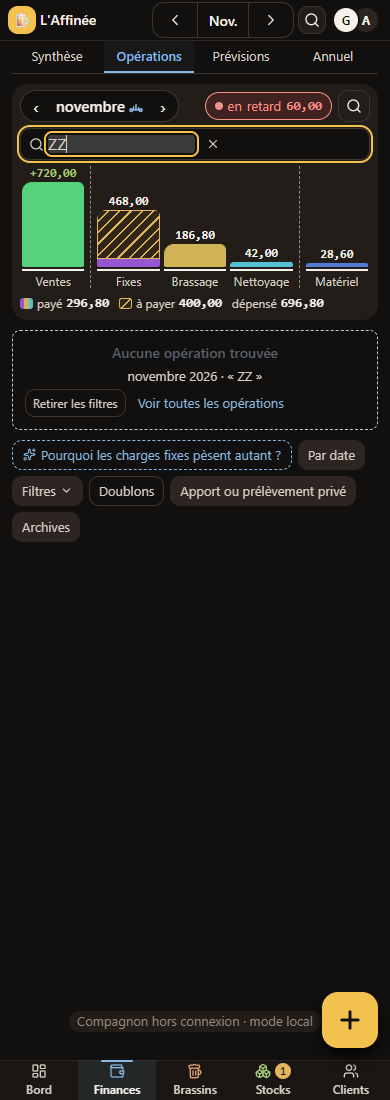 L'Affinée
Nov.
G A
Synthèse Opérations Prévisions Annuel
novembre
en retard 60,00
ZZ
+720,00
468,00
186,80
42,00
28,60
Ventes Fixes Brassage Nettoyage Matériel
payé 296,80 à payer 400,00 dépensé 696,80
Aucune opération trouvée
novembre 2026 · « ZZ »
Retirer les filtres Voir toutes les opérations
Pourquoi les charges fixes pèsent autant ? Par date
Filtres Doublons Apport ou prélèvement privé
Archives
Compagnon hors connexion · mode local
1
Bord Finances Brassins Stocks Clients